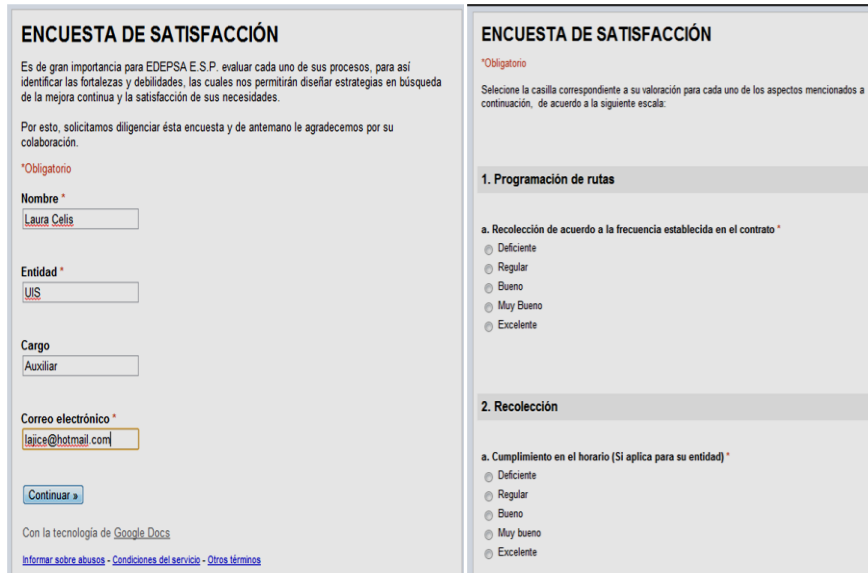 ENCUESTA DE SATISFACCIÓN
Es de gran importancia para EDEPSA E.S.P. evaluar cada uno de sus procesos, para así
identificar las fortalezas y debilidades, las cuales nos permitirán diseñar estrategias en búsqueda
de la mejora continua y la satisfacción de sus necesidades.
Por esto, solicitamos diligenciar ésta encuesta y de antemano le agradecemos por su
colaboración.
*Obligatorio
Nombre *
Laura Celis
Entidad *
UIS
Cargo
Auxiliar
Correo electrónico *
lajice@hotmail.com
Continuar »
Con la tecnología de Google Docs
Informar sobre abusos - Condiciones del servicio - Otros términos
ENCUESTA DE SATISFACCIÓN
*Obligatorio
Selecione la casilla correspondiente a su valoración para cada uno de los aspectos mencionados a
continuación, de acuerdo a la siguiente escala:
1. Programación de rutas
a. Recolección de acuerdo a la frecuencia establecida en el contrato *
Deficiente
Regular
Bueno
Muy Bueno
Excelente
2. Recolección
a. Cumplimiento en el horario (Si aplica para su entidad) *
Deficiente
Regular
Bueno
Muy bueno
Excelente